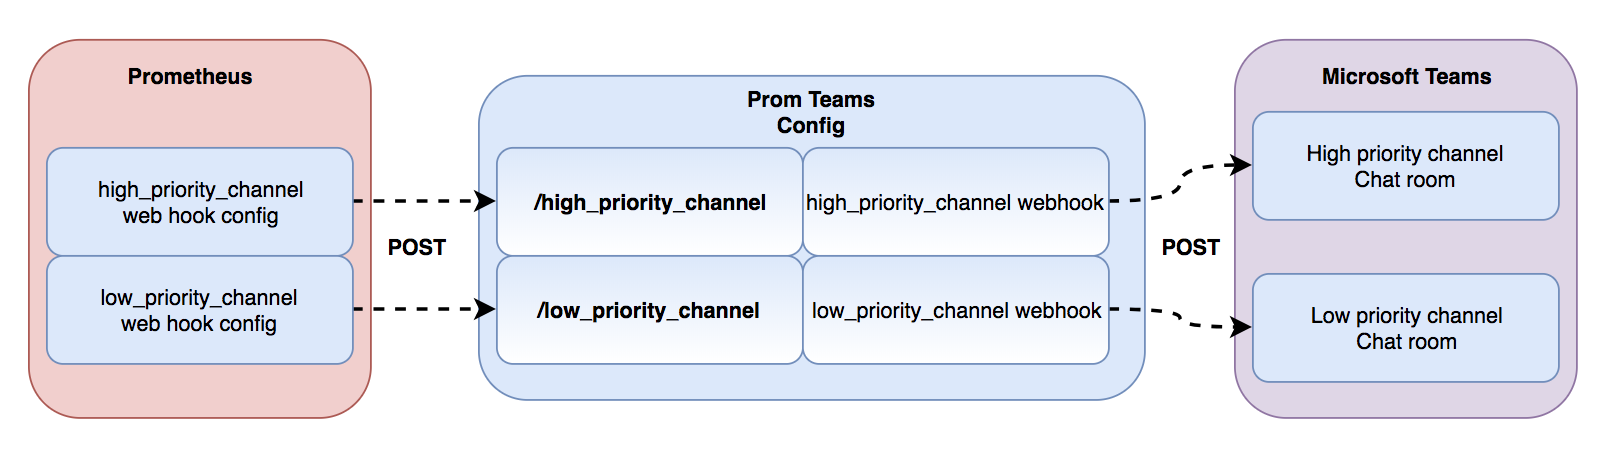 Prometheus
high_priority_channel
web hook config
low_priority_channel
web hook config
POST
Prom Teams
Config
/high_priority_channel
high_priority_channel webhook
/low_priority_channel
low_priority_channel webhook
POST
Microsoft Teams
High priority channel
Chat room
Low priority channel
Chat room